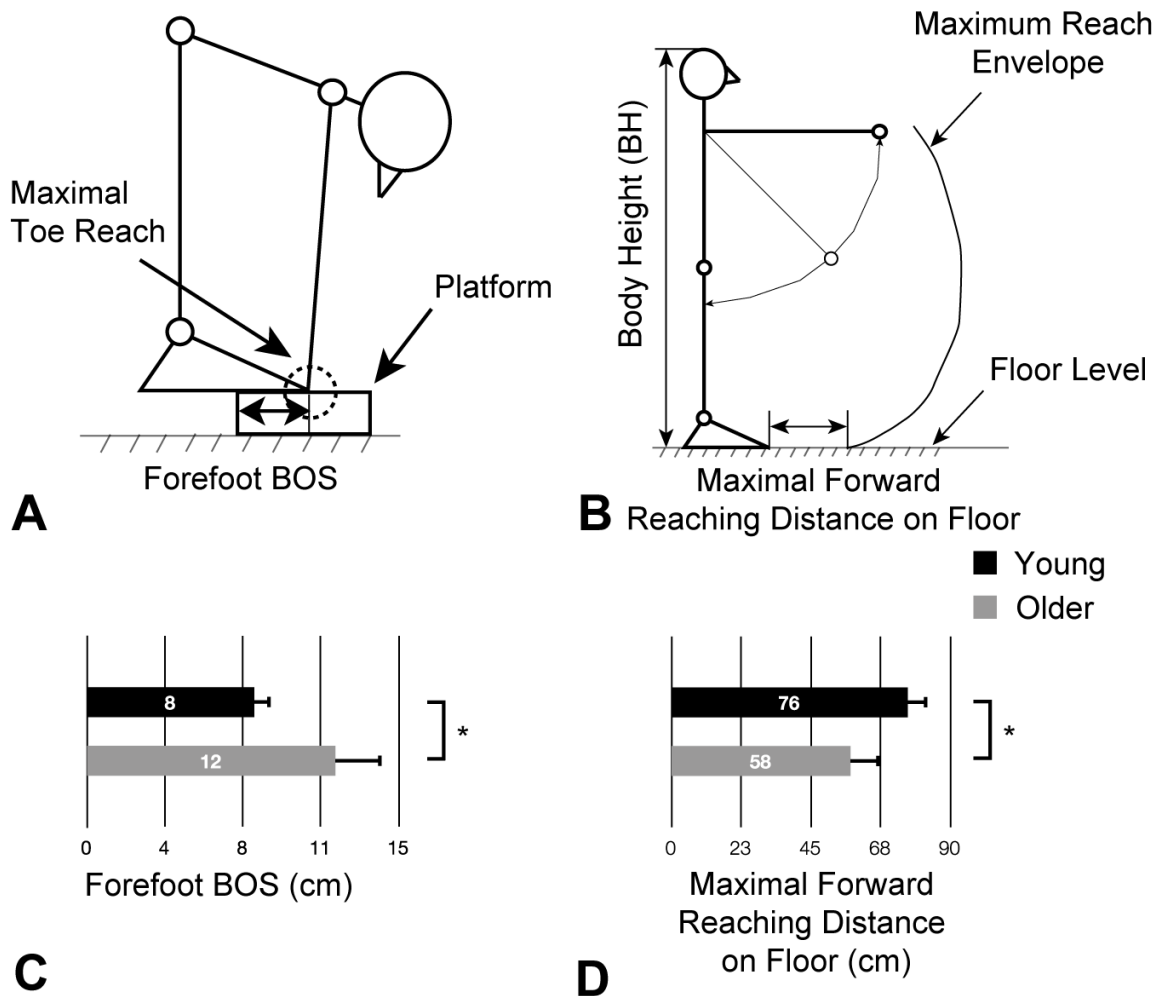 Maximal
Toe Reach
Platform
Forefoot BOS
A
Maximum Reach
Envelope
Body Height (BH)
Floor Level
Maximal Forward
Reaching Distance on Floor
B
Young
Older
8
12
*
0 4 8 11 15
Forefoot BOS (cm)
C
76
58
*
0 23 45 68 90
Maximal Forward
Reaching Distance
on Floor (cm)
D